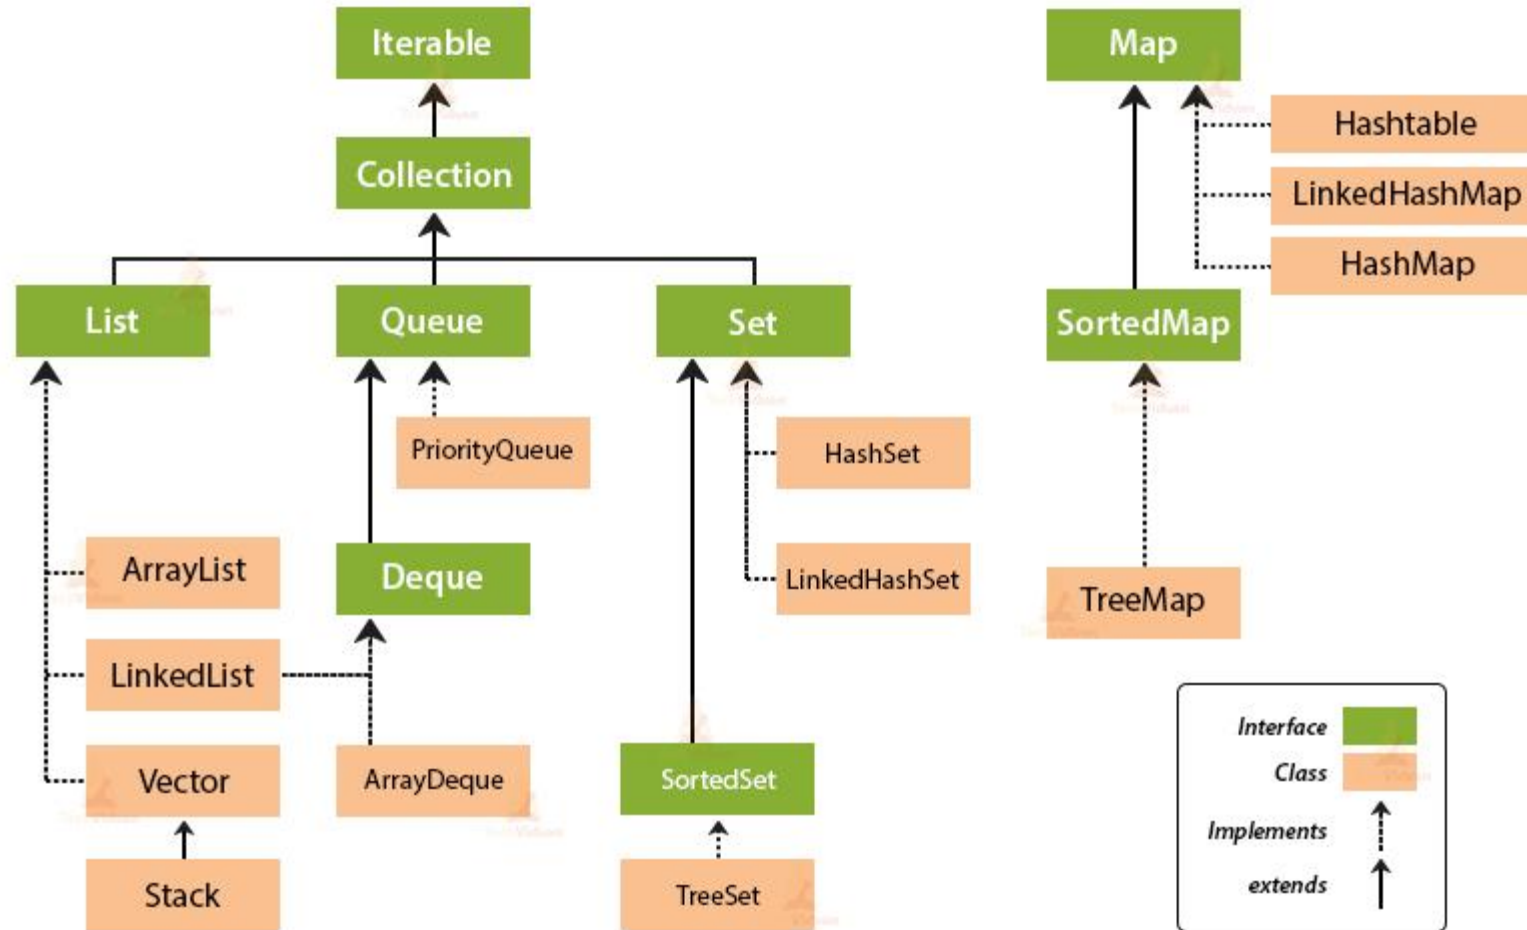 Iterable
Map
Hashtable
Collection
LinkedHashMap
HashMap
List
Queue
Set
SortedMap
PriorityQueue
HashSet
ArrayList
Deque
LinkedHashSet
TreeMap
LinkedList
Interface
Vector
ArrayDeque
SortedSet
Class
Implements
Stack
TreeSet
extends